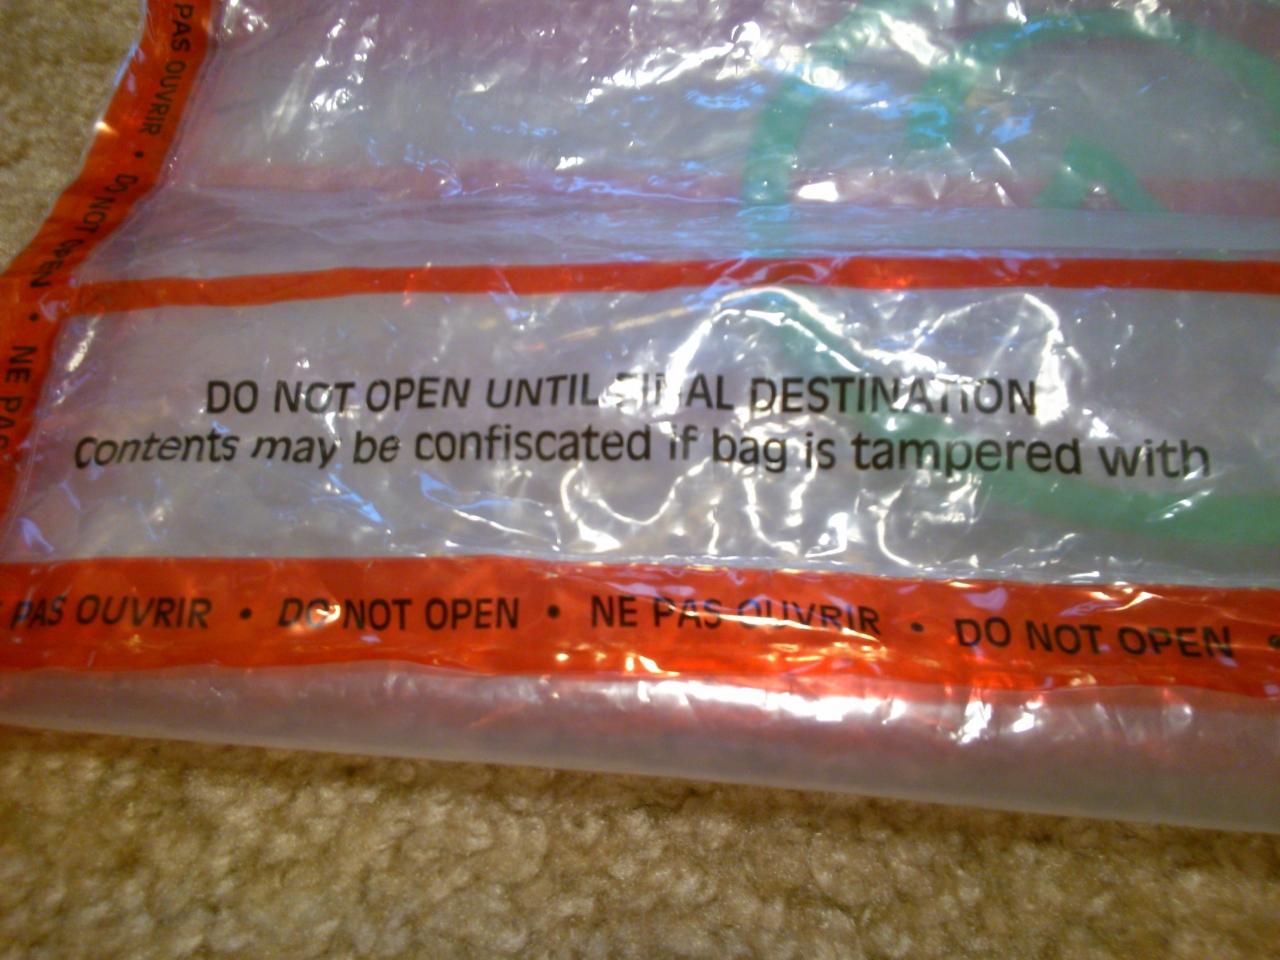 PAS OUVRIR • DO NOT OPEN • NE PAS
DO NOT OPEN UNTIL FINAL DESTINATION
Contents may be confiscated if bag is tampered with
PAS OUVRIR • DO NOT OPEN • NE PAS OUVRIR • DO NOT OPEN •